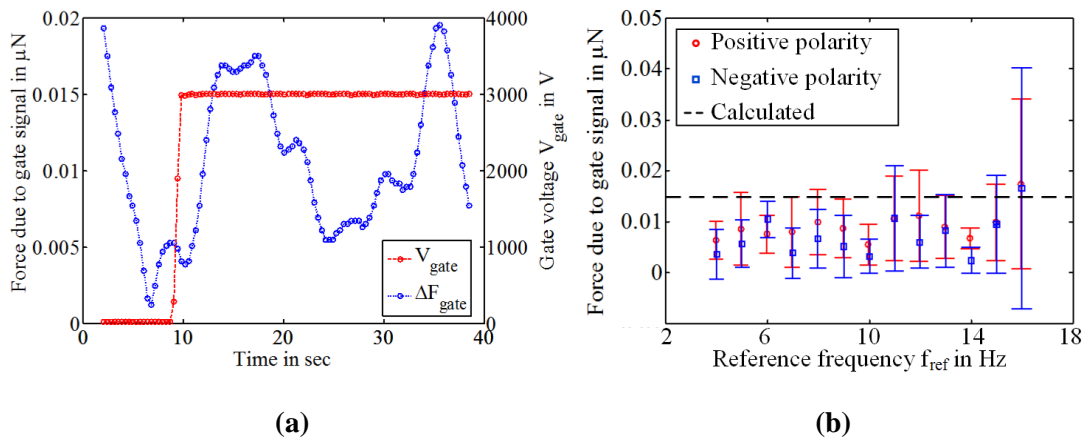 Force due to gate signal in µN
0.02
0.015
0.01
0.005
0
0
10
20
30
40
Time in sec
4000
3000
2000
1000
0
Gate voltage V_gate in V
V_gate
ΔF_gate
(a)
Force due to gate signal in µN
0.05
0.04
0.03
0.02
0.01
0
2
6
10
14
18
Reference frequency f_ref in Hz
Positive polarity
Negative polarity
Calculated
(b)